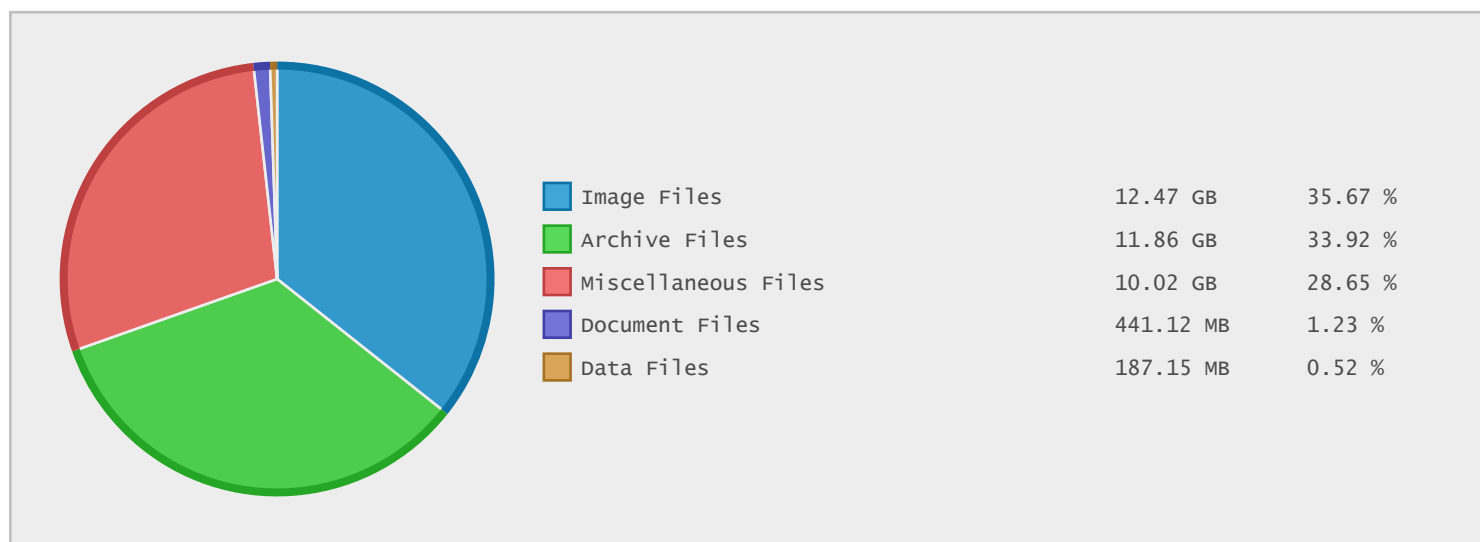 Image Files 12.47 GB 35.67 %
Archive Files 11.86 GB 33.92 %
Miscellaneous Files 10.02 GB 28.65 %
Document Files 441.12 MB 1.23 %
Data Files 187.15 MB 0.52 %